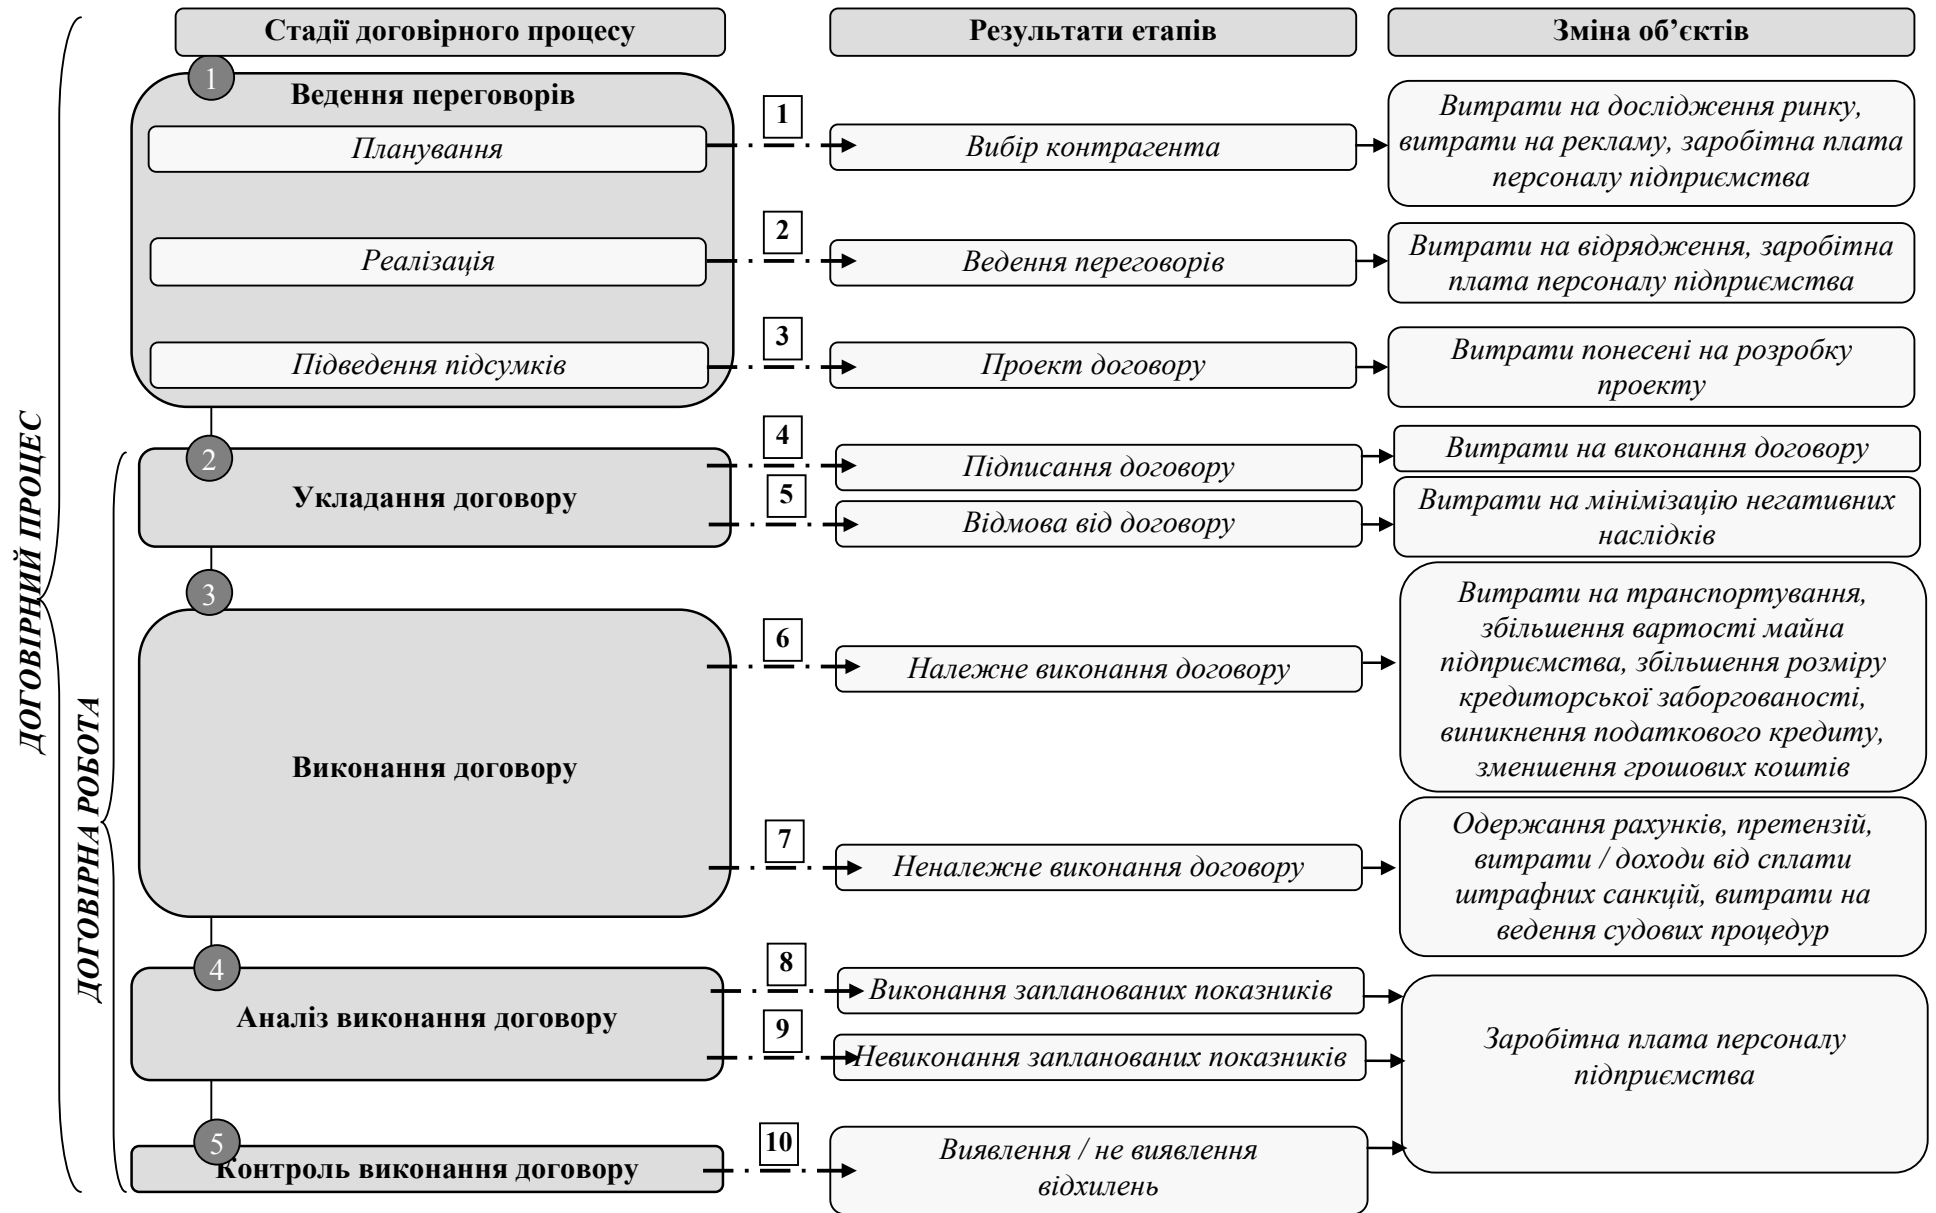 Стадії договірного процесу
Результати етапів
Зміна об’єктів
1
Ведення переговорів
Планування
1
Вибір контрагента
Витрати на дослідження ринку,
витрати на рекламу, заробітна плата
персоналу підприємства
Реалізація
2
Ведення переговорів
Витрати на відрядження, заробітна
плата персоналу підприємства
Підведення підсумків
3
Проект договору
Витрати понесені на розробку
проекту
2
Укладання договору
4
Підписання договору
Витрати на виконання договору
5
Відмова від договору
Витрати на мінімізацію негативних
наслідків
3
Виконання договору
6
Належне виконання договору
Витрати на транспортування,
збільшення вартості майна
підприємства, збільшення розміру
кредиторської заборгованості,
виникнення податкового кредиту,
зменшення грошових коштів
7
Неналежне виконання договору
Одержання рахунків, претензій,
витрати / доходи від сплати
штрафних санкцій, витрати на
ведення судових процедур
4
Аналіз виконання договору
8
Виконання запланованих показників
9
Невиконання запланованих показників
Заробітна плата персоналу
підприємства
5
Контроль виконання договору
10
Виявлення / не виявлення
відхилень
ДОГОВІРНИЙ ПРОЦЕС
ДОГОВІРНА РОБОТА